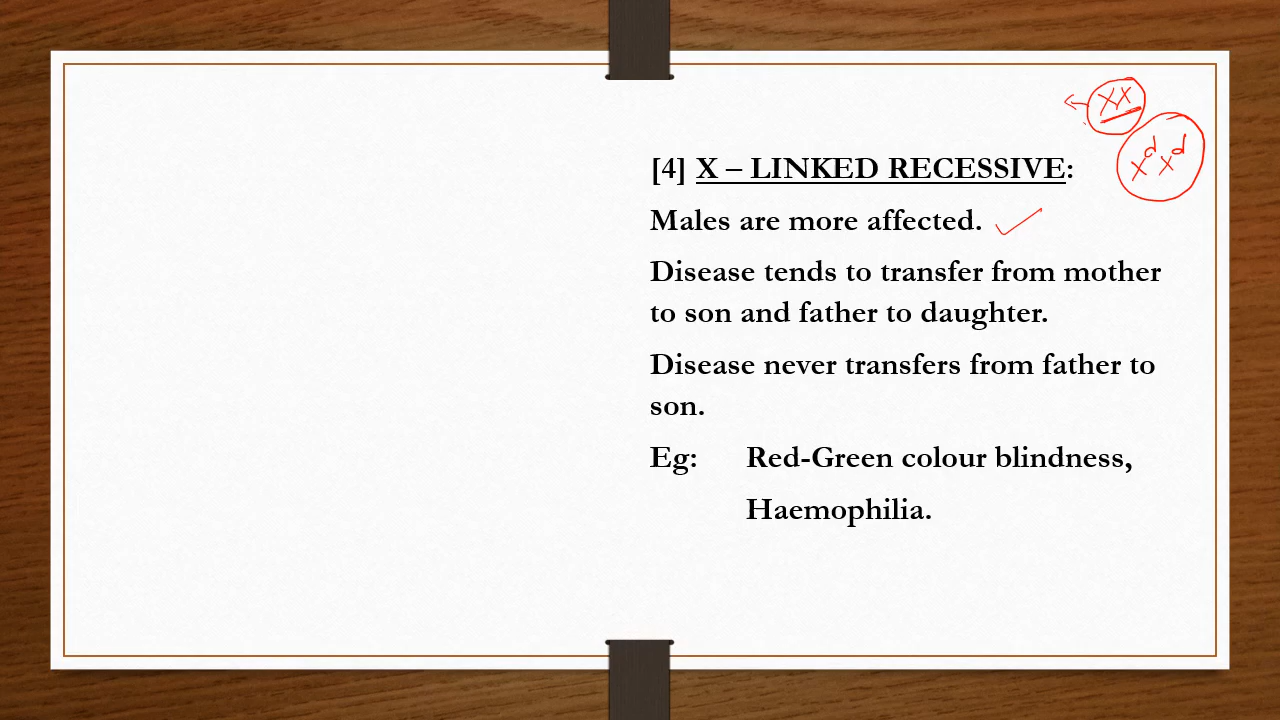 XX
XᵈXᵈ
[4] X – LINKED RECESSIVE:
Males are more affected.
Disease tends to transfer from mother
to son and father to daughter.
Disease never transfers from father to
son.
Eg: Red-Green colour blindness,
Haemophilia.